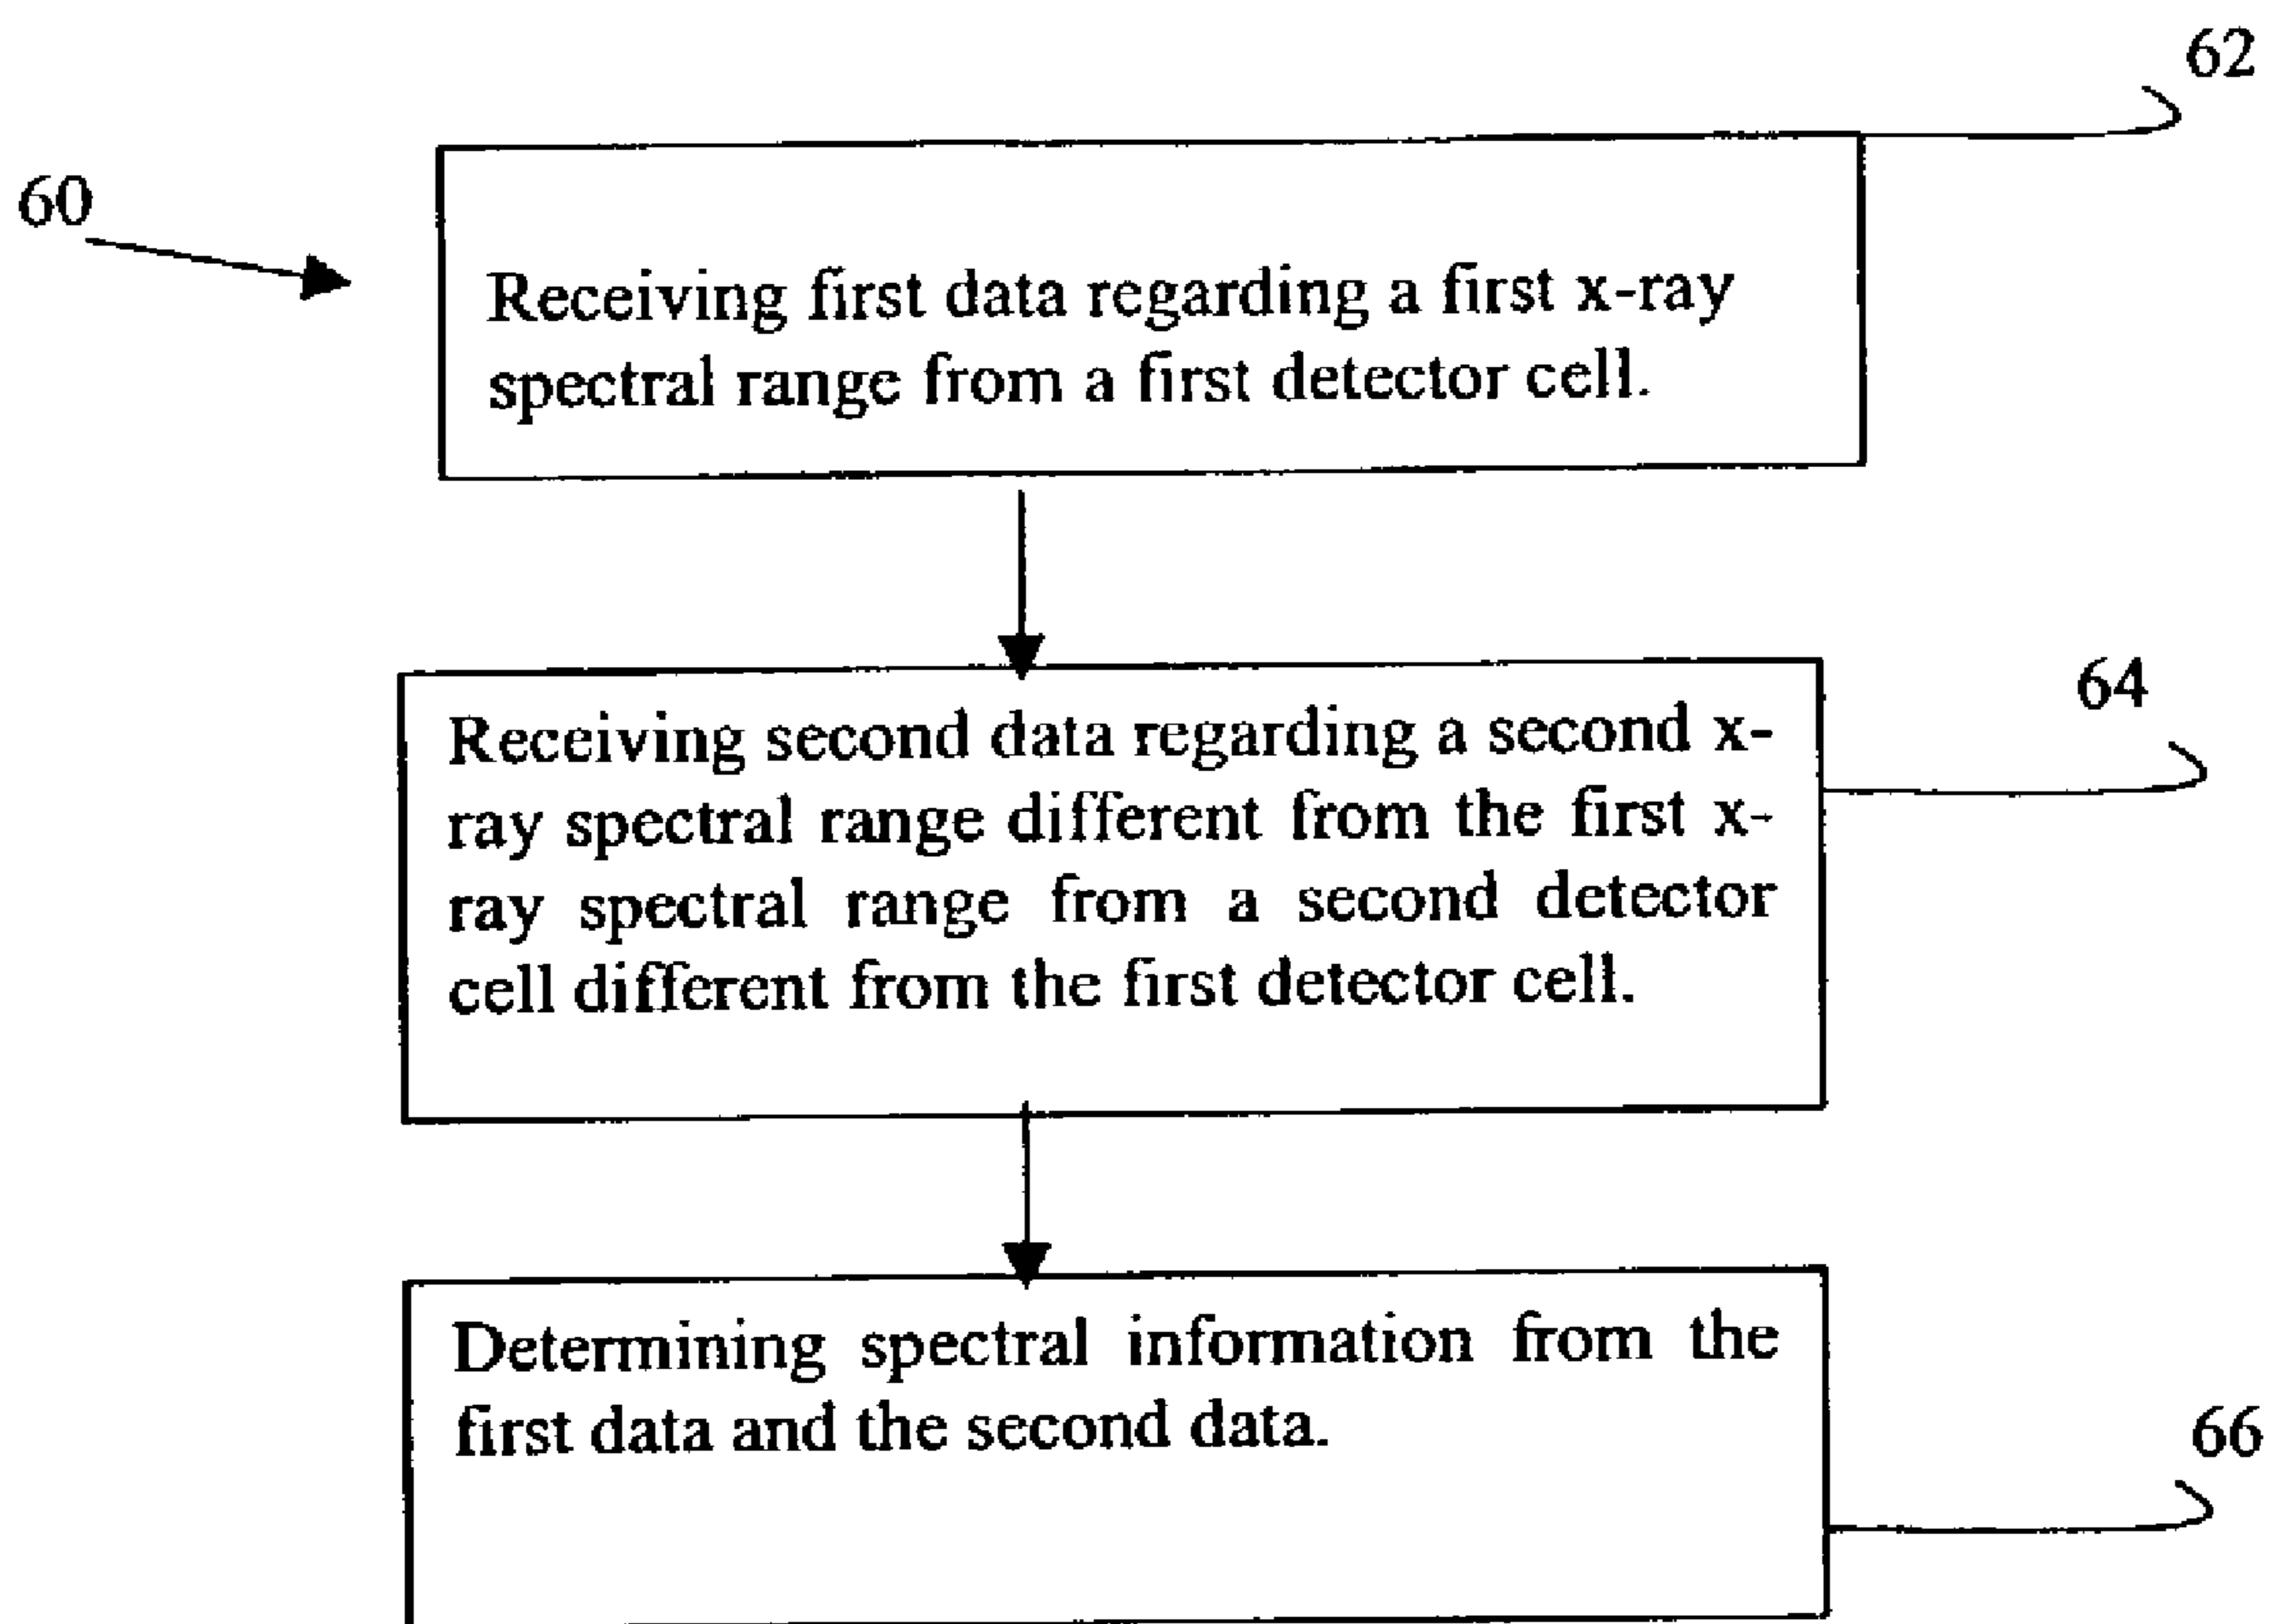 62
60
Receiving first data regarding a first x-ray
spectral range from a first detector cell.
64
Receiving second data regarding a second x-
ray spectral range different from the first x-
ray spectral range from a second detector
cell different from the first detector cell.
Determining spectral information from the
first data and the second data.
66